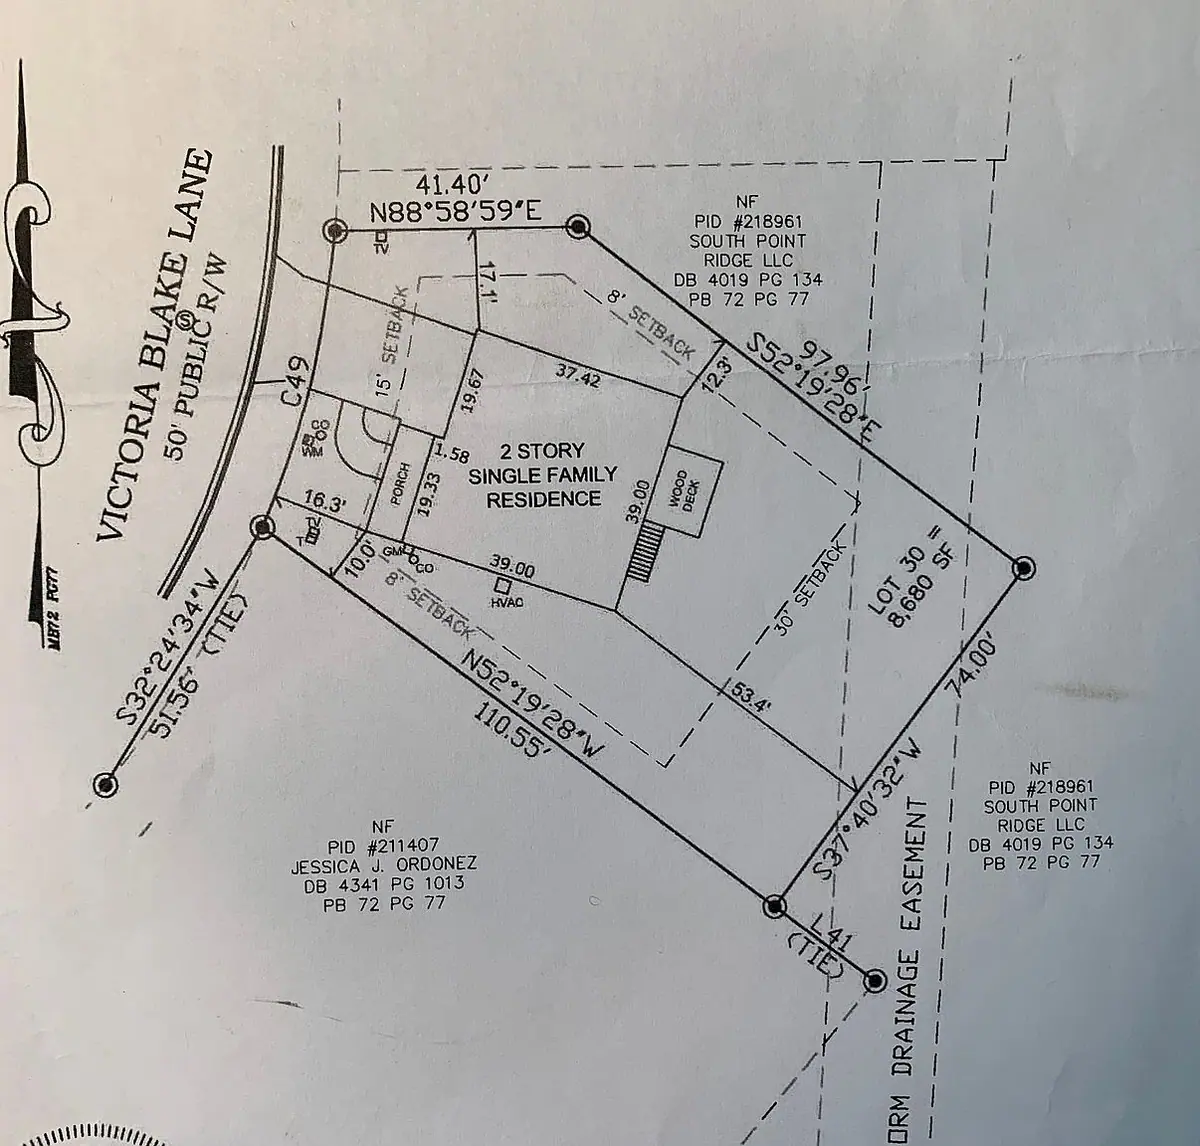 41.40'
N88°58'59"E
NF
PID #218961
SOUTH POINT
RIDGE LLC
DB 4019 PG 134
PB 72 PG 77
VICTORIA BLAKE LANE
50' PUBLIC R/W
S
TV
17.1'
15' SETBACK
8' SETBACK
97.96'
S52°19'28"E
12.3'
C49
37.42
19.67
1.58
2 STORY
SINGLE FAMILY
RESIDENCE
CO
WM
PORCH
19.33
39.00
WOOD
DECK
16.3'
T
10.0'
GM
CO
39.00
HVAC
8' SETBACK
30' SETBACK
LOT 30 =
8,680 SF
MB72 PG77
S32°24'34"W
(TIE)
51.56'
N52°19'28"W
110.55'
53.4'
74.00'
S37°40'32"W
NF
PID #218961
SOUTH POINT
RIDGE LLC
DB 4019 PG 134
PB 72 PG 77
NF
PID #211407
JESSICA J. ORDONEZ
DB 4341 PG 1013
PB 72 PG 77
L41
(TIE)
ORM DRAINAGE EASEMENT